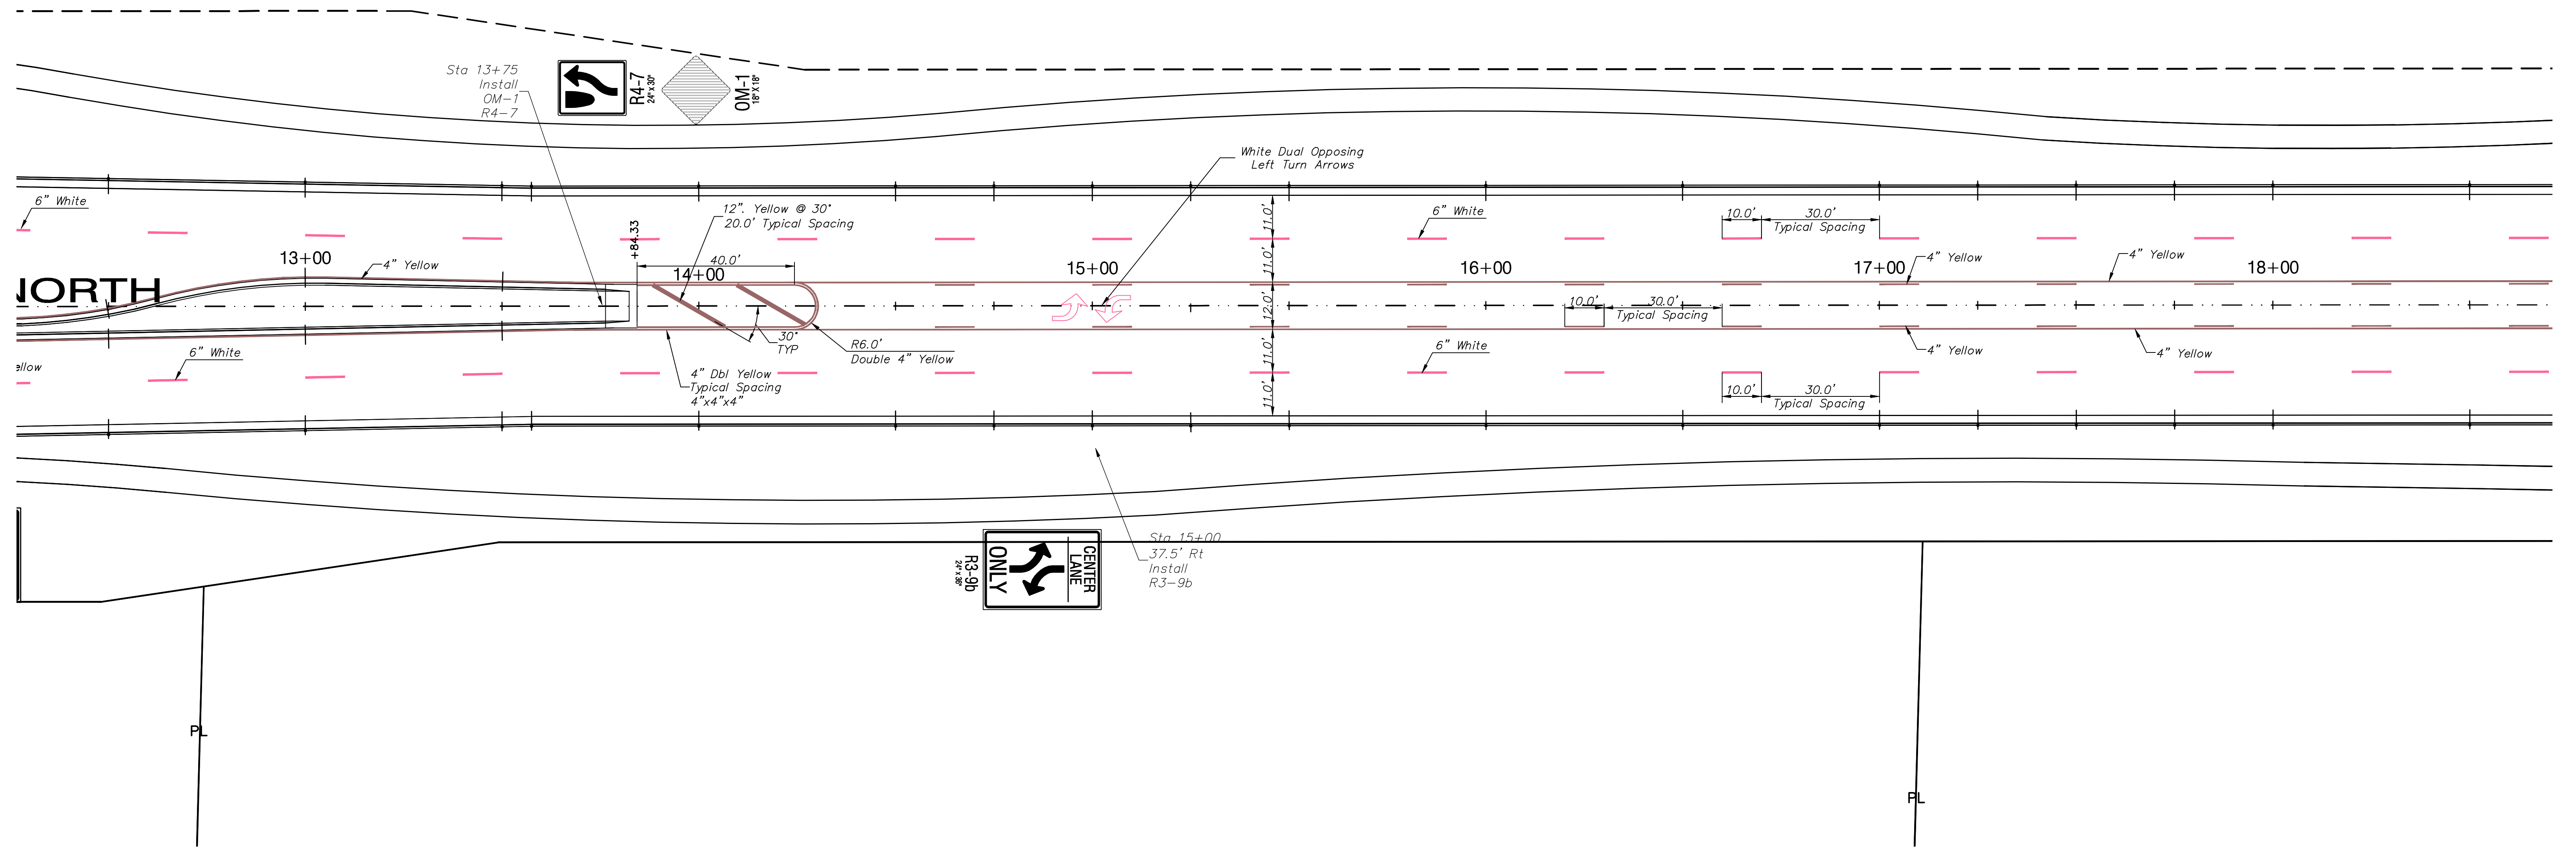 Sta 13+75
Install
OM-1
R4-7
R4-7
24"x 30"
OM-1
18"X18"
White Dual Opposing
Left Turn Arrows
6" White
12". Yellow @ 30°
20.0' Typical Spacing
+84.33
11.0'
6" White
10.0'
30.0'
Typical Spacing
NORTH
13+00
4" Yellow
40.0'
14+00
15+00
11.0'
16+00
17+00
4" Yellow
4" Yellow
18+00
12.0'
10.0'
30.0'
Typical Spacing
30°
TYP
R6.0'
Double 4" Yellow
6" White
ellow
4" Dbl Yellow
Typical Spacing
4"x4"x4"
11.0'
11.0'
6" White
4" Yellow
4" Yellow
10.0'
30.0'
Typical Spacing
CENTER
LANE
ONLY
R3-9b
24"x 36"
Sta 15+00
37.5' Rt
Install
R3-9b
PL
PL